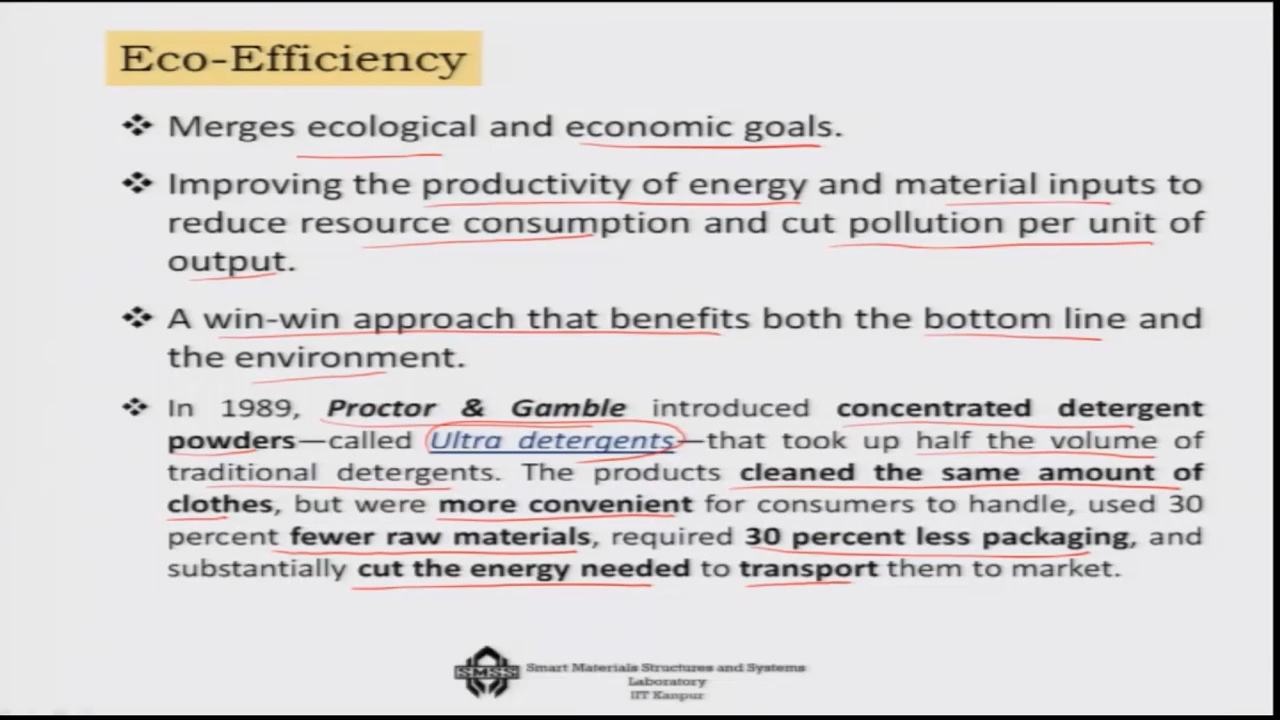 Eco-Efficiency
❖ Merges ecological and economic goals.
❖ Improving the productivity of energy and material inputs to
reduce resource consumption and cut pollution per unit of
output.
❖ A win-win approach that benefits both the bottom line and
the environment.
❖ In 1989, Proctor & Gamble introduced concentrated detergent
powders—called Ultra detergents—that took up half the volume of
traditional detergents. The products cleaned the same amount of
clothes, but were more convenient for consumers to handle, used 30
percent fewer raw materials, required 30 percent less packaging, and
substantially cut the energy needed to transport them to market.
SMSS
Smart Materials Structures and Systems
Laboratory
IIT Kanpur